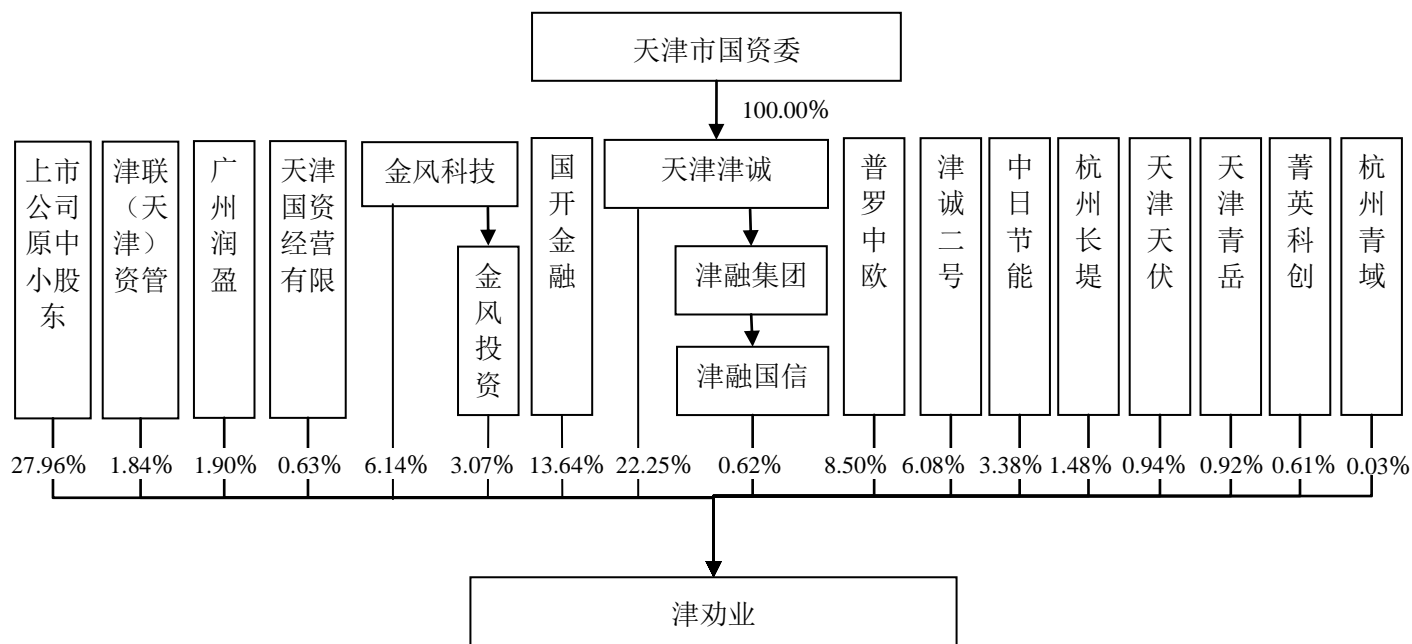 天津市国资委
100.00%
上市
公司
原中
小股
东
津联
（天
津）
资管
广
州
润
盈
天津
国资
经营
有限
金风科技
金
风
投
资
国
开
金
融
天津津诚
津融集团
津融国信
普
罗
中
欧
津
诚
二
号
中
日
节
能
杭
州
长
堤
天
津
天
伏
天
津
青
岳
菁
英
科
创
杭
州
青
域
27.96%
1.84%
1.90%
0.63%
6.14%
3.07%
13.64%
22.25%
0.62%
8.50%
6.08%
3.38%
1.48%
0.94%
0.92%
0.61%
0.03%
津劝业